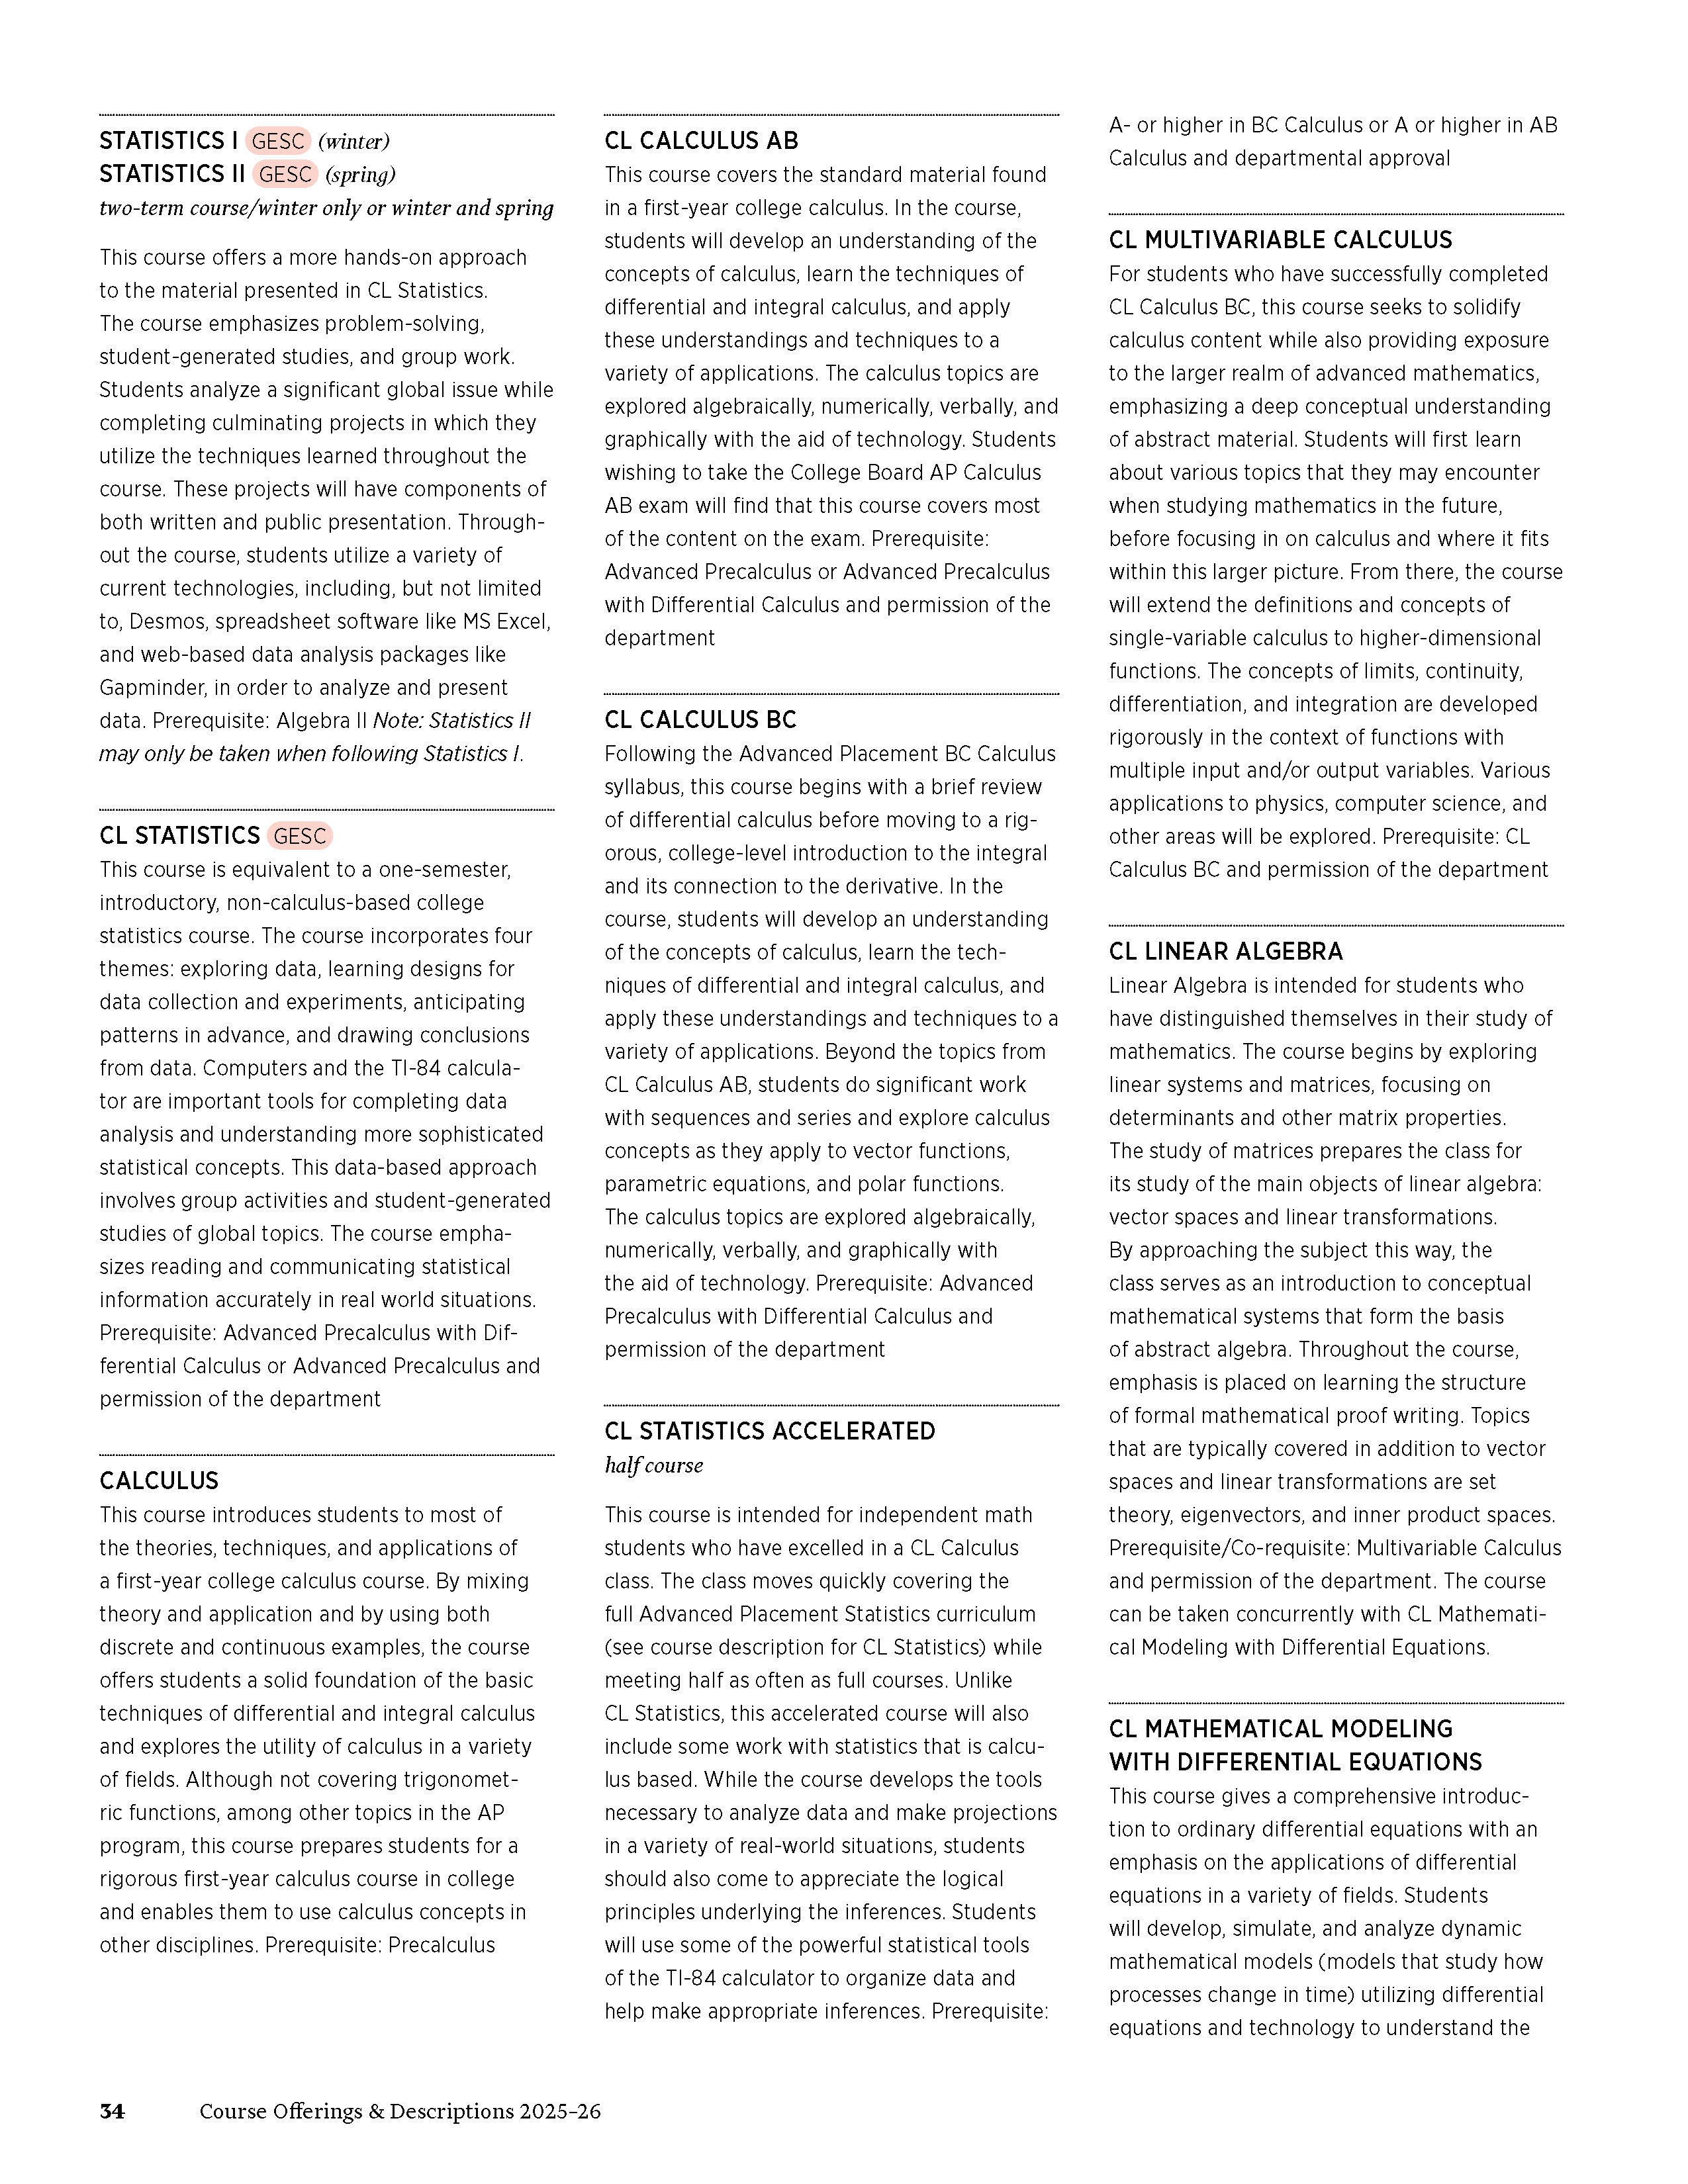 STATISTICS I GESC (winter)
STATISTICS II GESC (spring)
two-term course/winter only or winter and spring
This course offers a more hands-on approach
to the material presented in CL Statistics.
The course emphasizes problem-solving,
student-generated studies, and group work.
Students analyze a significant global issue while
completing culminating projects in which they
utilize the techniques learned throughout the
course. These projects will have components of
both written and public presentation. Through-
out the course, students utilize a variety of
current technologies, including, but not limited
to, Desmos, spreadsheet software like MS Excel,
and web-based data analysis packages like
Gapminder, in order to analyze and present
data. Prerequisite: Algebra II Note: Statistics II
may only be taken when following Statistics I.
CL STATISTICS GESC
This course is equivalent to a one-semester,
introductory, non-calculus-based college
statistics course. The course incorporates four
themes: exploring data, learning designs for
data collection and experiments, anticipating
patterns in advance, and drawing conclusions
from data. Computers and the TI-84 calcula-
tor are important tools for completing data
analysis and understanding more sophisticated
statistical concepts. This data-based approach
involves group activities and student-generated
studies of global topics. The course empha-
sizes reading and communicating statistical
information accurately in real world situations.
Prerequisite: Advanced Precalculus with Dif-
ferential Calculus or Advanced Precalculus and
permission of the department
CALCULUS
This course introduces students to most of
the theories, techniques, and applications of
a first-year college calculus course. By mixing
theory and application and by using both
discrete and continuous examples, the course
offers students a solid foundation of the basic
techniques of differential and integral calculus
and explores the utility of calculus in a variety
of fields. Although not covering trigonomet-
ric functions, among other topics in the AP
program, this course prepares students for a
rigorous first-year calculus course in college
and enables them to use calculus concepts in
other disciplines. Prerequisite: Precalculus
CL CALCULUS AB
This course covers the standard material found
in a first-year college calculus. In the course,
students will develop an understanding of the
concepts of calculus, learn the techniques of
differential and integral calculus, and apply
these understandings and techniques to a
variety of applications. The calculus topics are
explored algebraically, numerically, verbally, and
graphically with the aid of technology. Students
wishing to take the College Board AP Calculus
AB exam will find that this course covers most
of the content on the exam. Prerequisite:
Advanced Precalculus or Advanced Precalculus
with Differential Calculus and permission of the
department
CL CALCULUS BC
Following the Advanced Placement BC Calculus
syllabus, this course begins with a brief review
of differential calculus before moving to a rig-
orous, college-level introduction to the integral
and its connection to the derivative. In the
course, students will develop an understanding
of the concepts of calculus, learn the tech-
niques of differential and integral calculus, and
apply these understandings and techniques to a
variety of applications. Beyond the topics from
CL Calculus AB, students do significant work
with sequences and series and explore calculus
concepts as they apply to vector functions,
parametric equations, and polar functions.
The calculus topics are explored algebraically,
numerically, verbally, and graphically with
the aid of technology. Prerequisite: Advanced
Precalculus with Differential Calculus and
permission of the department
CL STATISTICS ACCELERATED
half course
This course is intended for independent math
students who have excelled in a CL Calculus
class. The class moves quickly covering the
full Advanced Placement Statistics curriculum
(see course description for CL Statistics) while
meeting half as often as full courses. Unlike
CL Statistics, this accelerated course will also
include some work with statistics that is calcu-
lus based. While the course develops the tools
necessary to analyze data and make projections
in a variety of real-world situations, students
should also come to appreciate the logical
principles underlying the inferences. Students
will use some of the powerful statistical tools
of the TI-84 calculator to organize data and
help make appropriate inferences. Prerequisite:
A- or higher in BC Calculus or A or higher in AB
Calculus and departmental approval
CL MULTIVARIABLE CALCULUS
For students who have successfully completed
CL Calculus BC, this course seeks to solidify
calculus content while also providing exposure
to the larger realm of advanced mathematics,
emphasizing a deep conceptual understanding
of abstract material. Students will first learn
about various topics that they may encounter
when studying mathematics in the future,
before focusing in on calculus and where it fits
within this larger picture. From there, the course
will extend the definitions and concepts of
single-variable calculus to higher-dimensional
functions. The concepts of limits, continuity,
differentiation, and integration are developed
rigorously in the context of functions with
multiple input and/or output variables. Various
applications to physics, computer science, and
other areas will be explored. Prerequisite: CL
Calculus BC and permission of the department
CL LINEAR ALGEBRA
Linear Algebra is intended for students who
have distinguished themselves in their study of
mathematics. The course begins by exploring
linear systems and matrices, focusing on
determinants and other matrix properties.
The study of matrices prepares the class for
its study of the main objects of linear algebra:
vector spaces and linear transformations.
By approaching the subject this way, the
class serves as an introduction to conceptual
mathematical systems that form the basis
of abstract algebra. Throughout the course,
emphasis is placed on learning the structure
of formal mathematical proof writing. Topics
that are typically covered in addition to vector
spaces and linear transformations are set
theory, eigenvectors, and inner product spaces.
Prerequisite/Co-requisite: Multivariable Calculus
and permission of the department. The course
can be taken concurrently with CL Mathemati-
cal Modeling with Differential Equations.
CL MATHEMATICAL MODELING
WITH DIFFERENTIAL EQUATIONS
This course gives a comprehensive introduc-
tion to ordinary differential equations with an
emphasis on the applications of differential
equations in a variety of fields. Students
will develop, simulate, and analyze dynamic
mathematical models (models that study how
processes change in time) utilizing differential
equations and technology to understand the
34 Course Offerings & Descriptions 2025–26